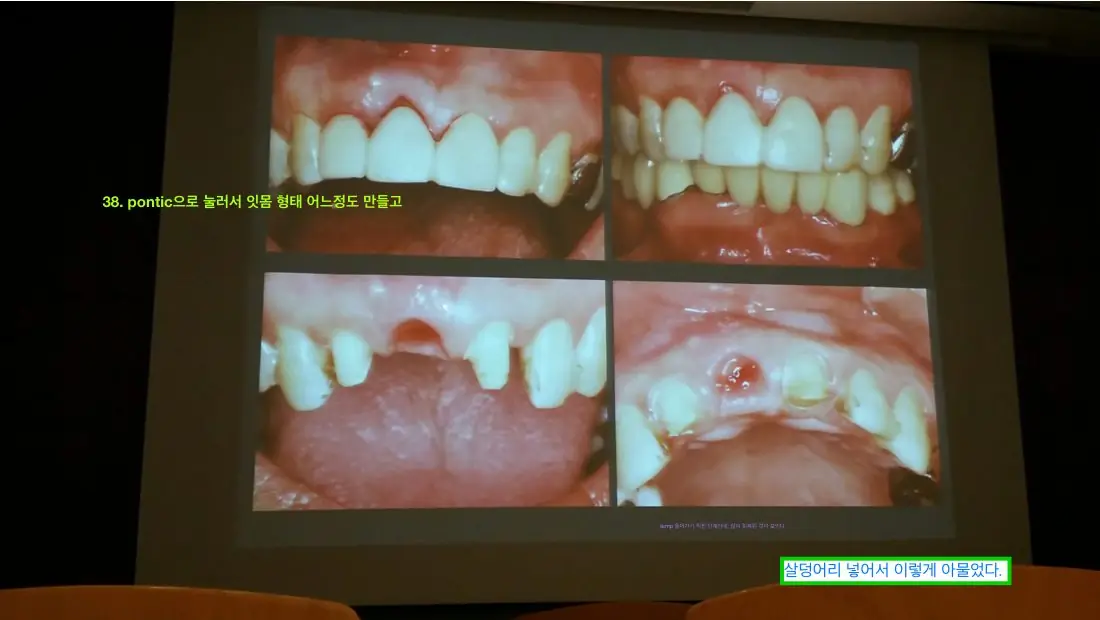 38. pontic으로 눌러서 잇몸 형태 어느정도 만들고
살덩어리 넣어서 이렇게 아물었다.